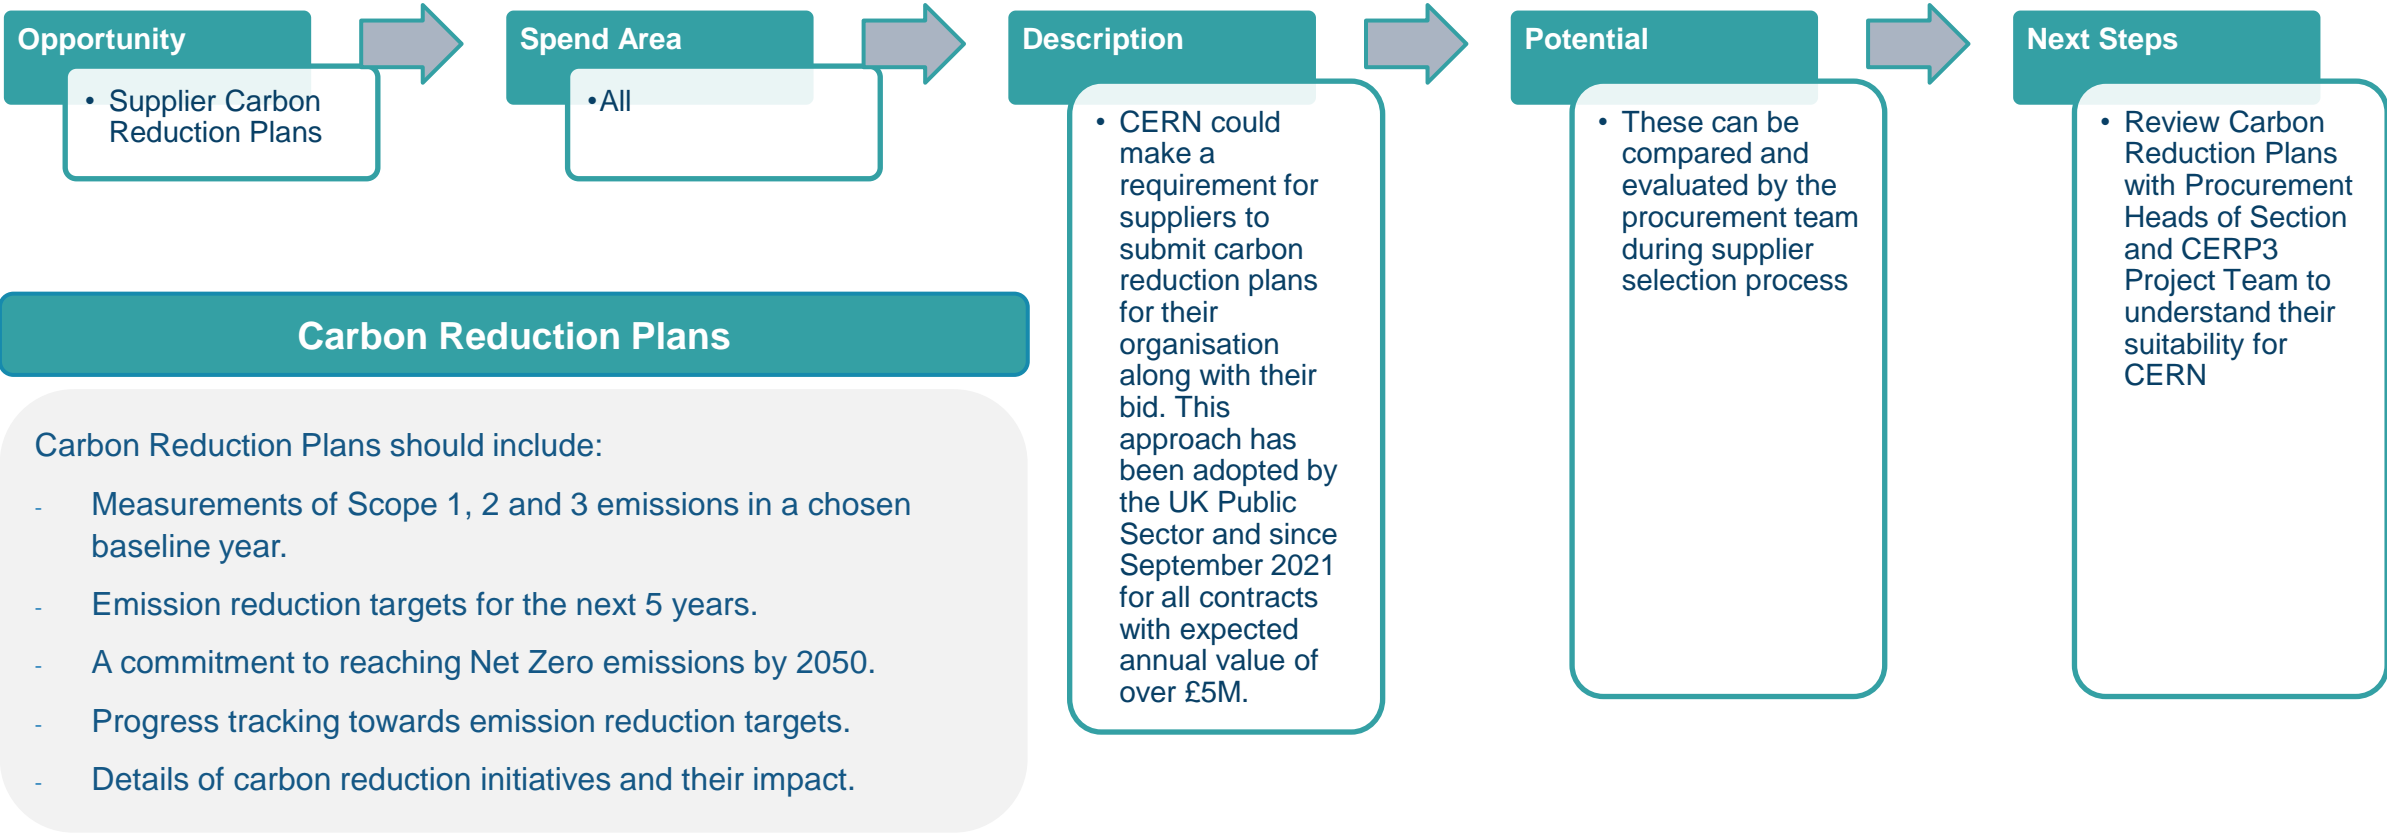 Opportunity
• Supplier Carbon
Reduction Plans
Spend Area
•All
Description
• CERN could
make a
requirement for
suppliers to
submit carbon
reduction plans
for their
organisation
along with their
bid. This
approach has
been adopted by
the UK Public
Sector and since
September 2021
for all contracts
with expected
annual value of
over £5M.
Potential
• These can be
compared and
evaluated by the
procurement team
during supplier
selection process
Next Steps
• Review Carbon
Reduction Plans
with Procurement
Heads of Section
and CERP3
Project Team to
understand their
suitability for
CERN
Carbon Reduction Plans
Carbon Reduction Plans should include:
- Measurements of Scope 1, 2 and 3 emissions in a chosen
baseline year.
- Emission reduction targets for the next 5 years.
- A commitment to reaching Net Zero emissions by 2050.
- Progress tracking towards emission reduction targets.
- Details of carbon reduction initiatives and their impact.